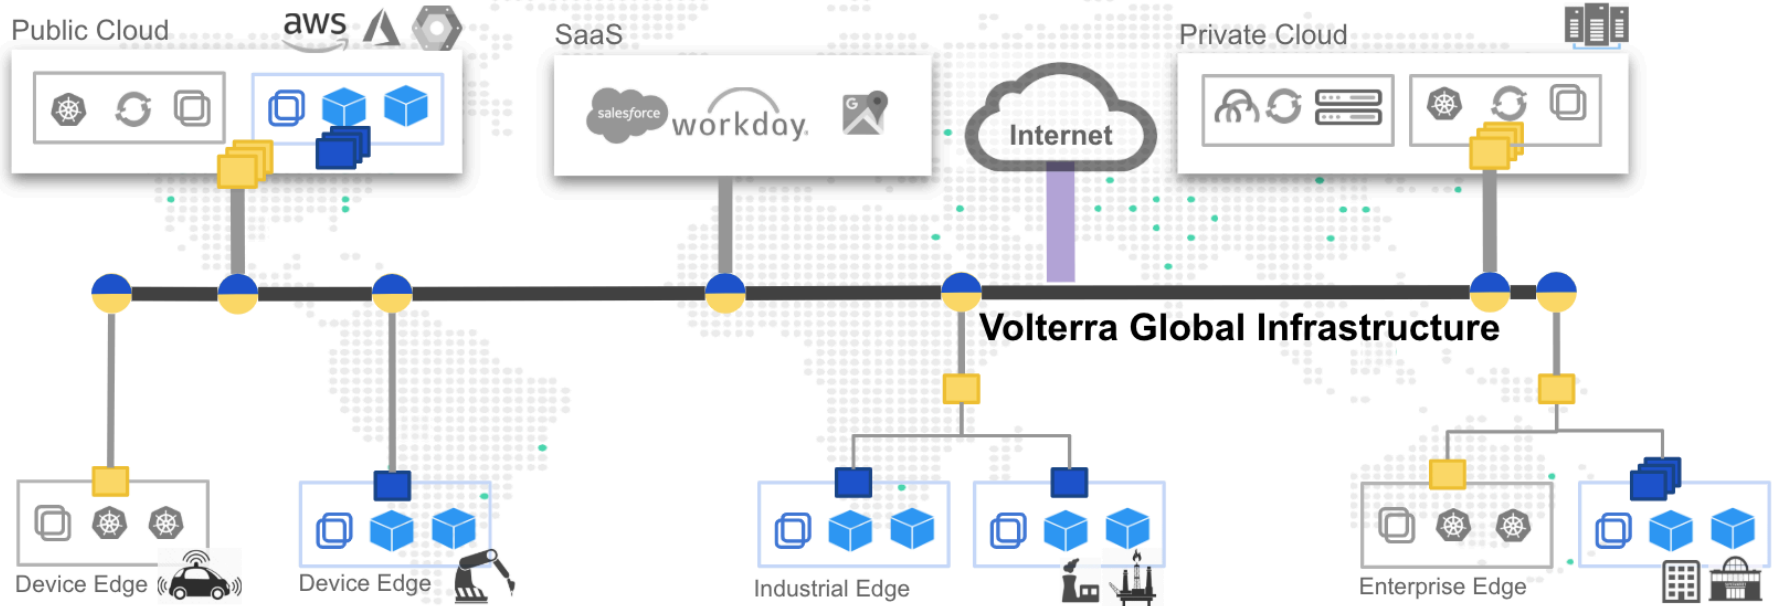 Public Cloud
aws
SaaS
Private Cloud
salesforce
workday.
G
Internet
Volterra Global Infrastructure
Device Edge
Device Edge
Industrial Edge
Enterprise Edge